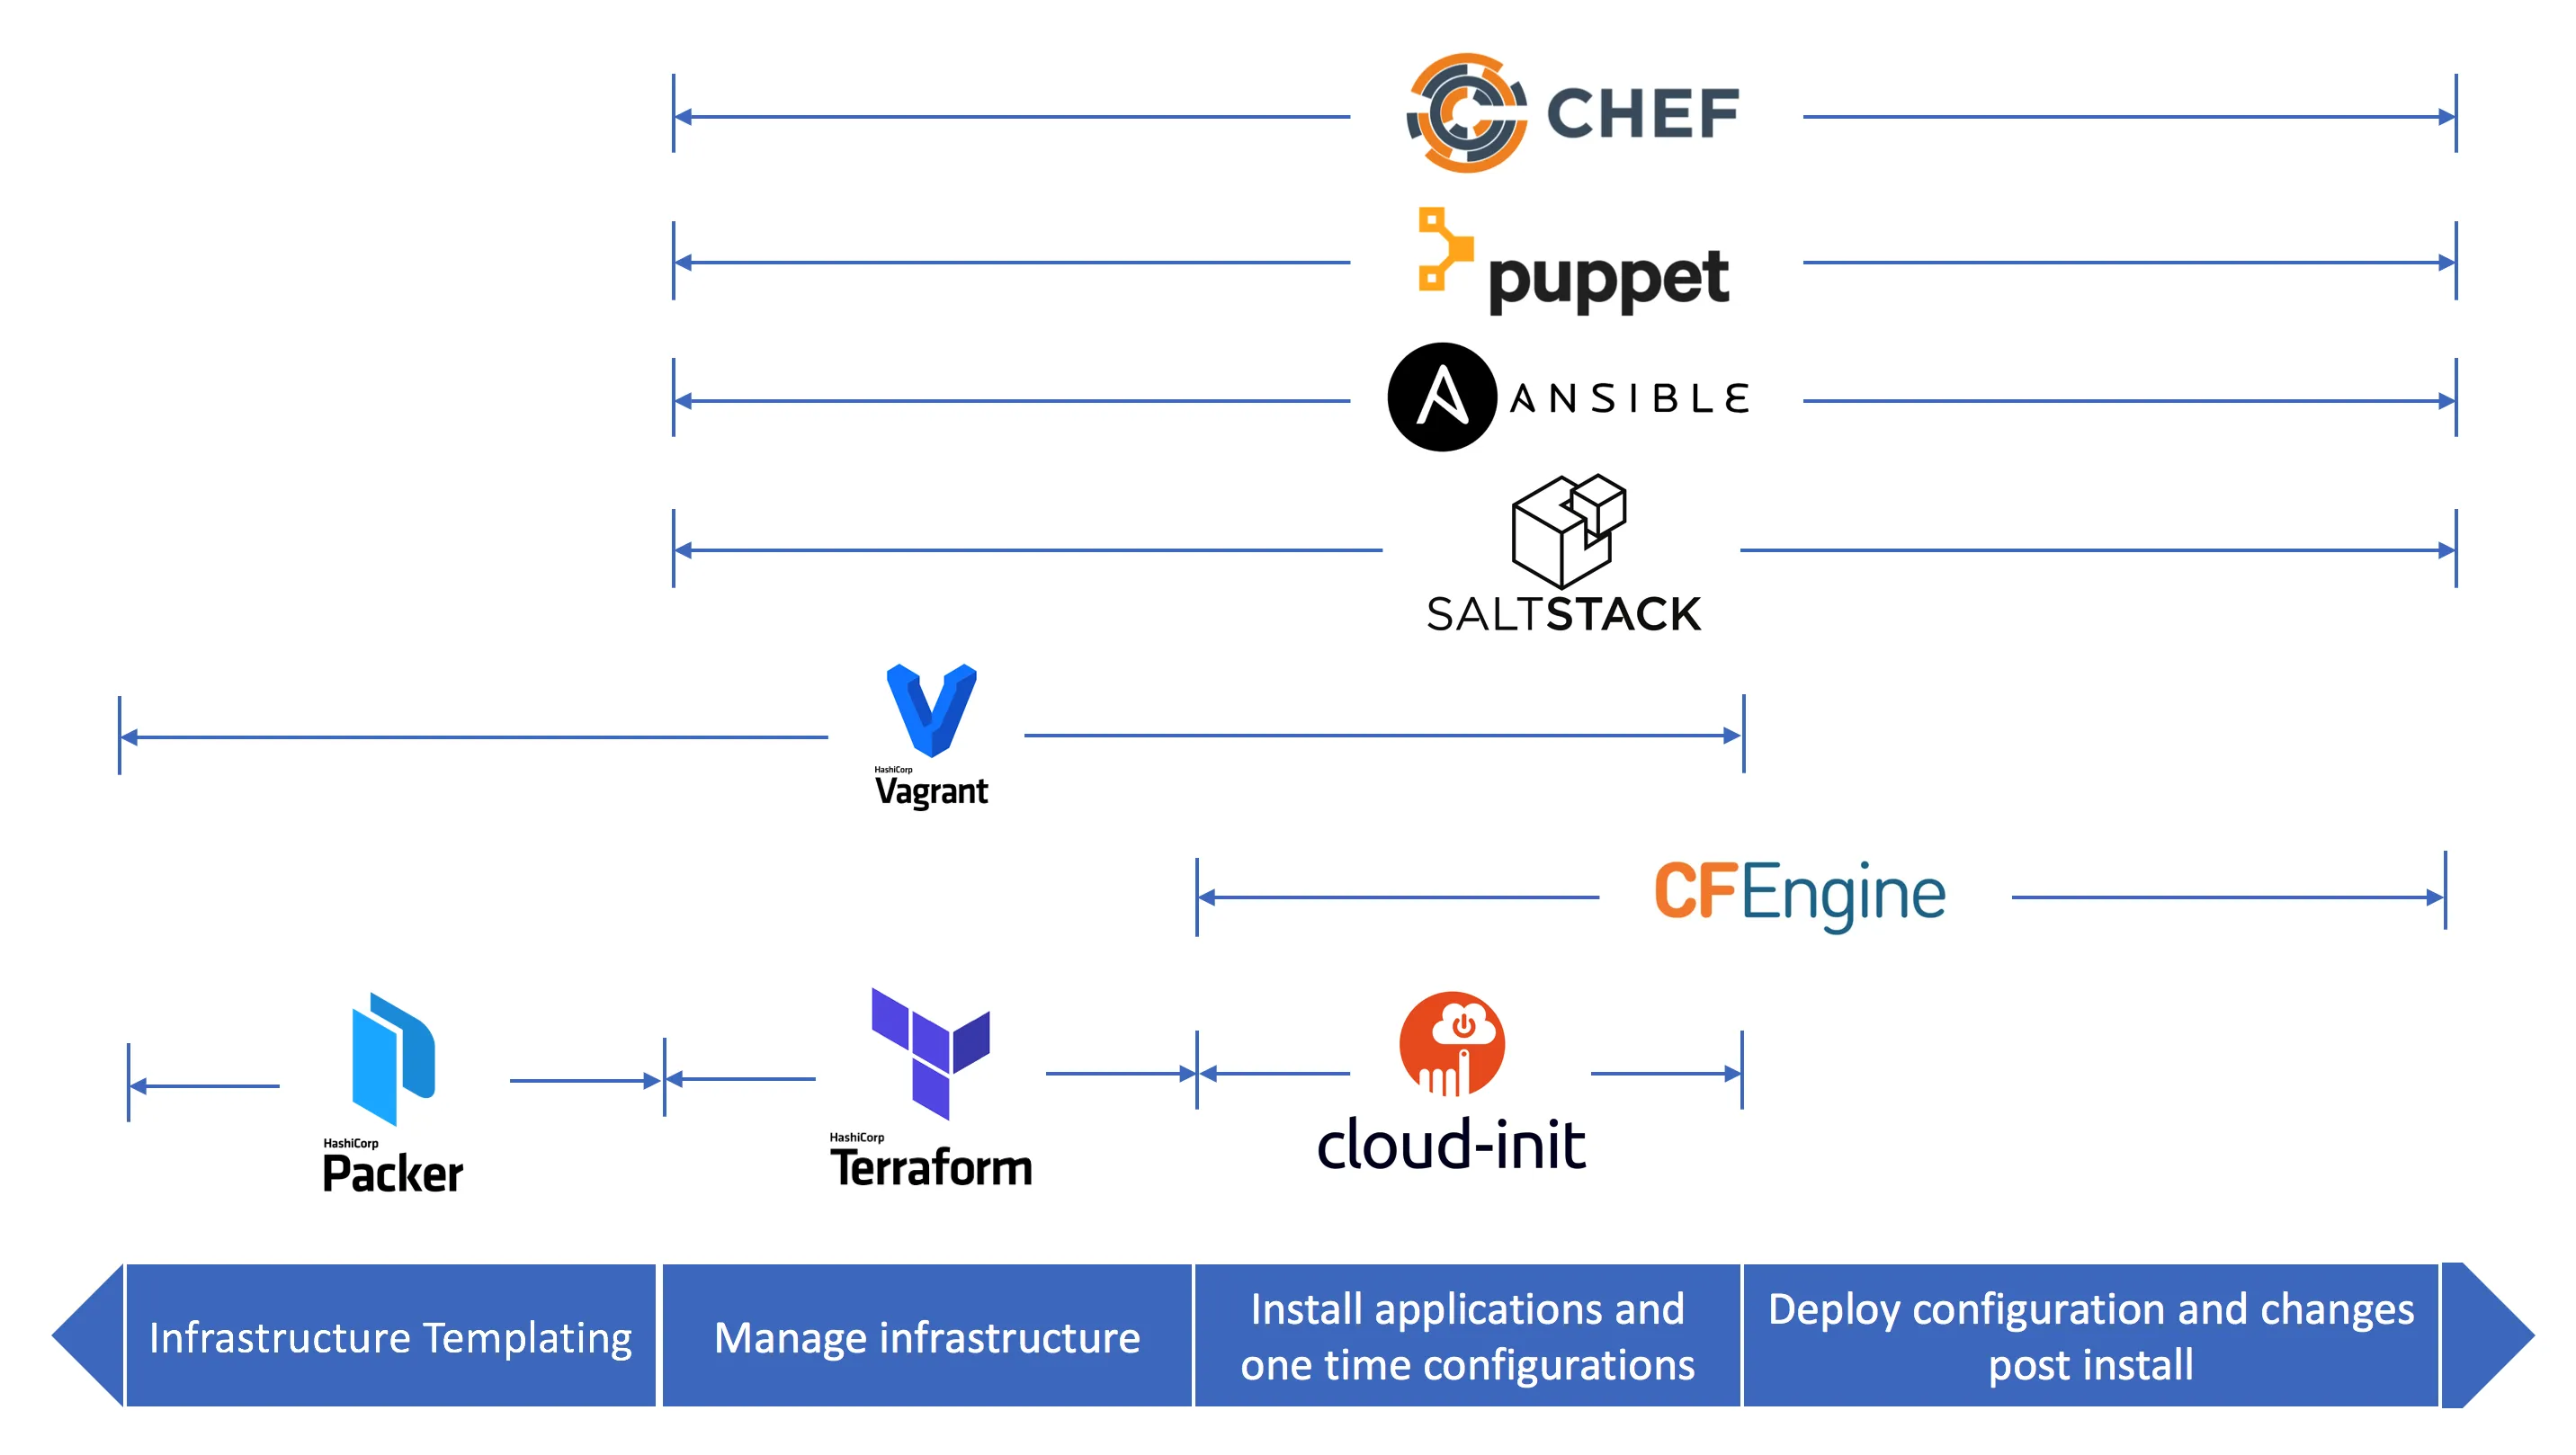 CHEF
puppet
ANSIBLE
SALTSTACK
HashiCorp
Vagrant
CFEngine
HashiCorp
Packer
HashiCorp
Terraform
cloud-init
Infrastructure Templating
Manage infrastructure
Install applications and
one time configurations
Deploy configuration and changes
post install